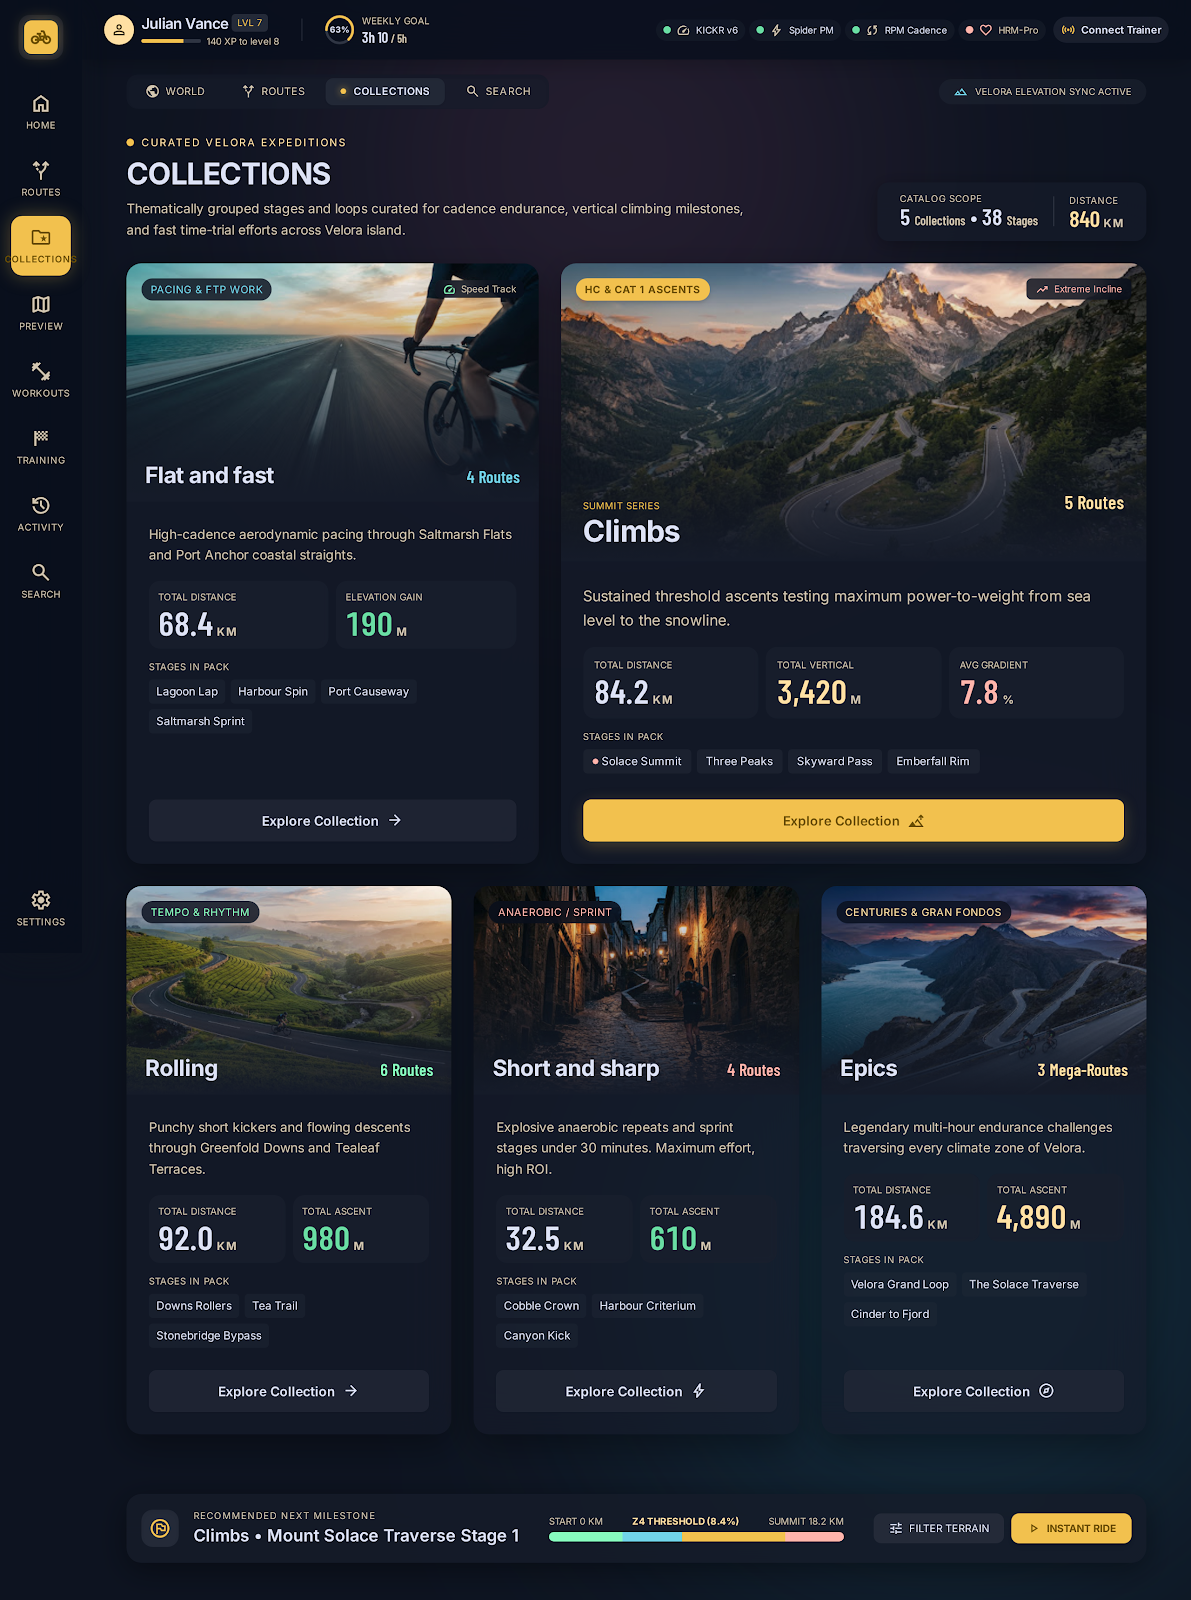 Julian Vance LVL 7
140 XP to level 8
63%
WEEKLY GOAL
3h 10 / 5h
KICKR v6
Spider PM
RPM Cadence
HRM-Pro
Connect Trainer
HOME
ROUTES
COLLECTIONS
PREVIEW
WORKOUTS
TRAINING
ACTIVITY
SEARCH
SETTINGS
WORLD
ROUTES
COLLECTIONS
SEARCH
VELORA ELEVATION SYNC ACTIVE
CURATED VELORA EXPEDITIONS
COLLECTIONS
Thematically grouped stages and loops curated for cadence endurance, vertical climbing milestones,
and fast time-trial efforts across Velora island.
CATALOG SCOPE
5 Collections • 38 Stages
DISTANCE
840 KM
PACING & FTP WORK
Speed Track
Flat and fast
4 Routes
High-cadence aerodynamic pacing through Saltmarsh Flats
and Port Anchor coastal straights.
TOTAL DISTANCE
68.4 KM
ELEVATION GAIN
190 M
STAGES IN PACK
Lagoon Lap
Harbour Spin
Port Causeway
Saltmarsh Sprint
Explore Collection
HC & CAT 1 ASCENTS
Extreme Incline
SUMMIT SERIES
Climbs
5 Routes
Sustained threshold ascents testing maximum power-to-weight from sea
level to the snowline.
TOTAL DISTANCE
84.2 KM
TOTAL VERTICAL
3,420 M
AVG GRADIENT
7.8 %
STAGES IN PACK
Solace Summit
Three Peaks
Skyward Pass
Emberfall Rim
Explore Collection
TEMPO & RHYTHM
Rolling
6 Routes
Punchy short kickers and flowing descents
through Greenfold Downs and Tealeaf
Terraces.
TOTAL DISTANCE
92.0 KM
TOTAL ASCENT
980 M
STAGES IN PACK
Downs Rollers
Tea Trail
Stonebridge Bypass
Explore Collection
ANAEROBIC / SPRINT
Short and sharp
4 Routes
Explosive anaerobic repeats and sprint
stages under 30 minutes. Maximum effort,
high ROI.
TOTAL DISTANCE
32.5 KM
TOTAL ASCENT
610 M
STAGES IN PACK
Cobble Crown
Harbour Criterium
Canyon Kick
Explore Collection
CENTURIES & GRAN FONDOS
Epics
3 Mega-Routes
Legendary multi-hour endurance challenges
traversing every climate zone of Velora.
TOTAL DISTANCE
184.6 KM
TOTAL ASCENT
4,890 M
STAGES IN PACK
Velora Grand Loop
The Solace Traverse
Cinder to Fjord
Explore Collection
RECOMMENDED NEXT MILESTONE
Climbs • Mount Solace Traverse Stage 1
START 0 KM
Z4 THRESHOLD (8.4%)
SUMMIT 18.2 KM
FILTER TERRAIN
INSTANT RIDE